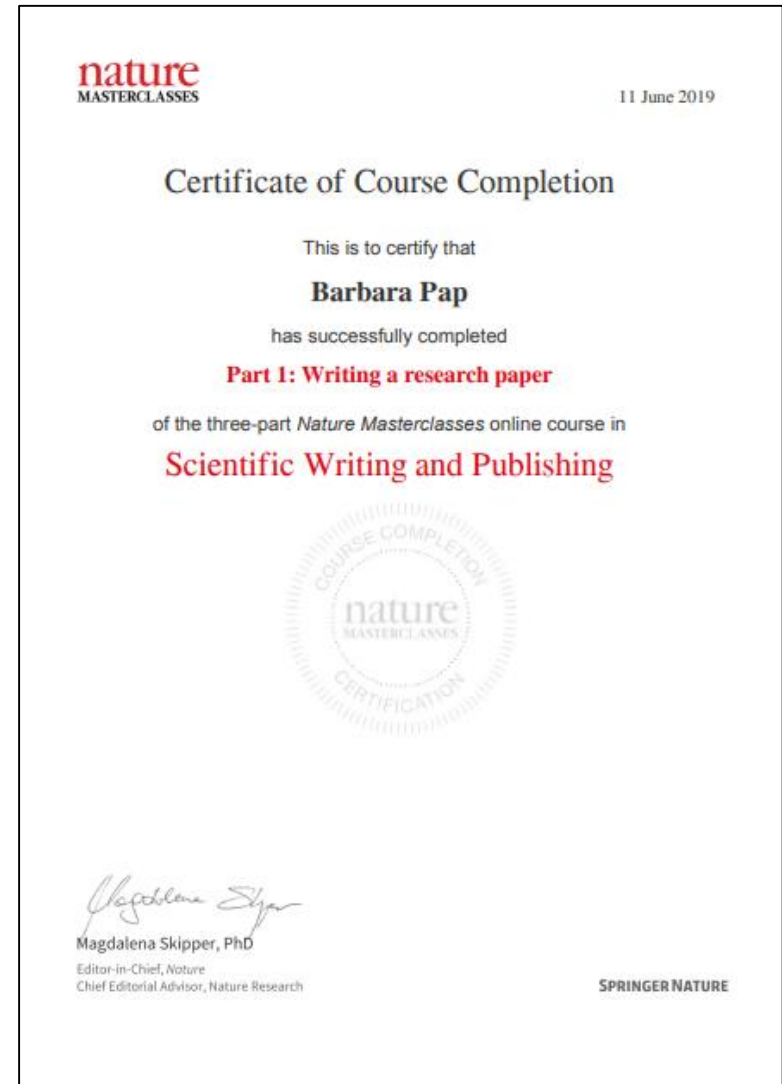 nature
MASTERCLASSES
11 June 2019
Certificate of Course Completion
This is to certify that
Barbara Pap
has successfully completed
Part 1: Writing a research paper
of the three-part Nature Masterclasses online course in
Scientific Writing and Publishing
COURSE COMPLETION
nature
MASTERCLASSES
CERTIFICATION
Magdalena Skipper
Magdalena Skipper, PhD
Editor-in-Chief, Nature
Chief Editorial Advisor, Nature Research
SPRINGER NATURE